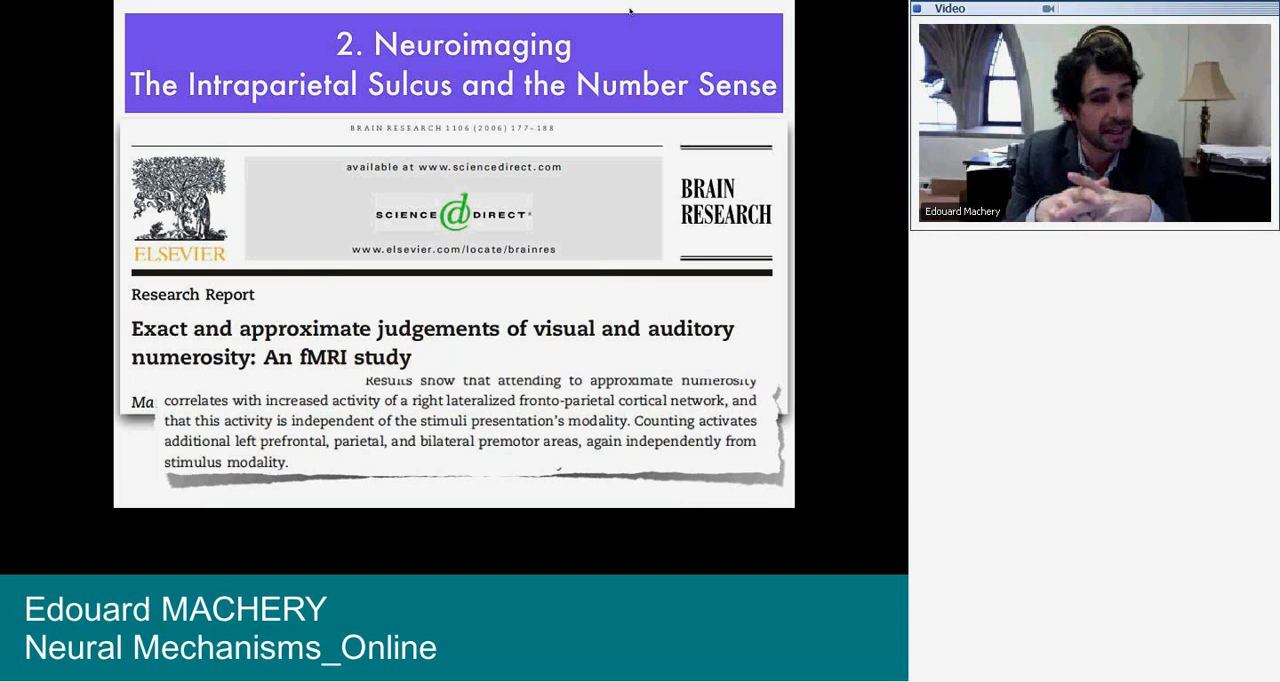 2. Neuroimaging
The Intraparietal Sulcus and the Number Sense
BRAIN RESEARCH 1106 (2006) 177–188
available at www.sciencedirect.com
SCIENCE DIRECT®
www.elsevier.com/locate/brainres
ELSEVIER
BRAIN
RESEARCH
Research Report
Exact and approximate judgements of visual and auditory
numerosity: An fMRI study
Results show that attending to approximate numerosity
Ma
correlates with increased activity of a right lateralized fronto-parietal cortical network, and
that this activity is independent of the stimuli presentation's modality. Counting activates
additional left prefrontal, parietal, and bilateral premotor areas, again independently from
stimulus modality.
Video
Edouard Machery
Edouard MACHERY
Neural Mechanisms_Online